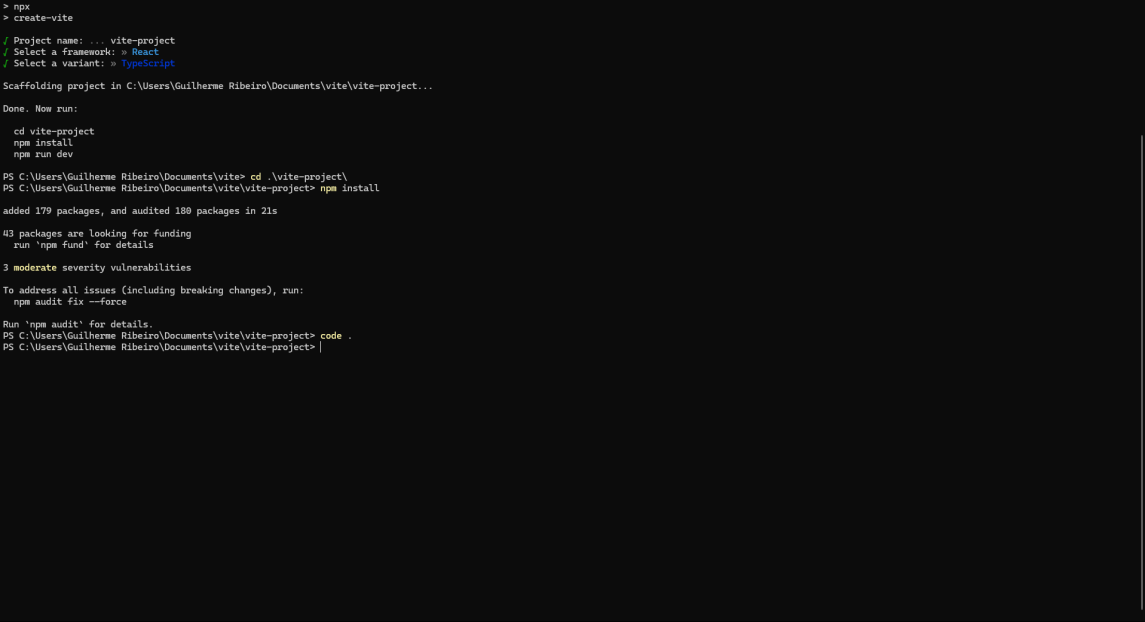 > npx
> create-vite
√ Project name: ... vite-project
√ Select a framework: » React
√ Select a variant: » TypeScript
Scaffolding project in C:\Users\Guilherme Ribeiro\Documents\vite\vite-project...
Done. Now run:
cd vite-project
npm install
npm run dev
PS C:\Users\Guilherme Ribeiro\Documents\vite> cd .\vite-project\
PS C:\Users\Guilherme Ribeiro\Documents\vite\vite-project> npm install
added 179 packages, and audited 180 packages in 21s
43 packages are looking for funding
run `npm fund` for details
3 moderate severity vulnerabilities
To address all issues (including breaking changes), run:
npm audit fix --force
Run `npm audit` for details.
PS C:\Users\Guilherme Ribeiro\Documents\vite\vite-project> code .
PS C:\Users\Guilherme Ribeiro\Documents\vite\vite-project>